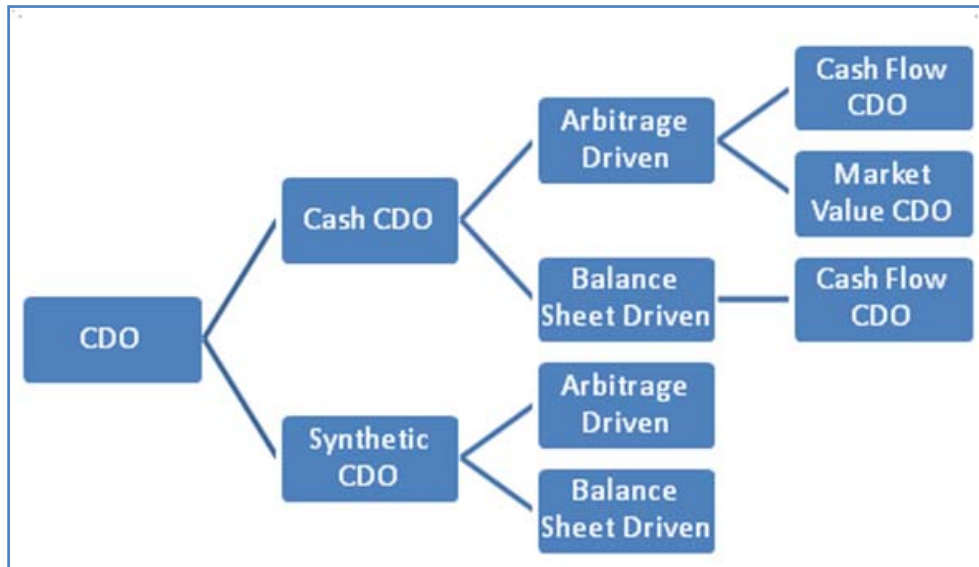 CDO
Cash CDO
Synthetic
CDO
Arbitrage
Driven
Balance
Sheet Driven
Arbitrage
Driven
Balance
Sheet Driven
Cash Flow
CDO
Market
Value CDO
Cash Flow
CDO